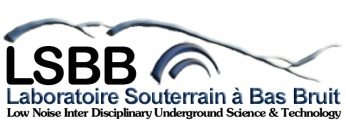 LSBB
Laboratoire Souterrain à Bas Bruit
Low Noise Inter Disciplinary Underground Science & Technology